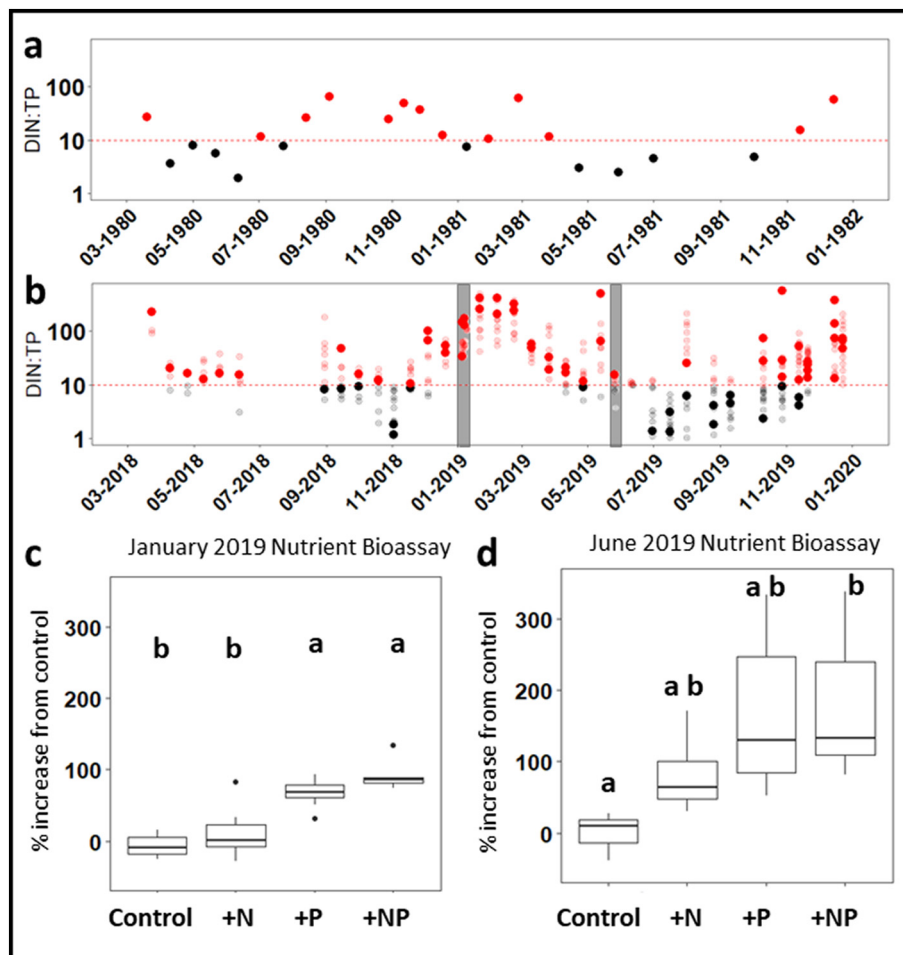 a
DIN:TP
100
10
1
03-1980 05-1980 07-1980 09-1980 11-1980 01-1981 03-1981 05-1981 07-1981 09-1981 11-1981 01-1982
b
DIN:TP
100
10
1
03-2018 05-2018 07-2018 09-2018 11-2018 01-2019 03-2019 05-2019 07-2019 09-2019 11-2019 01-2020
c
January 2019 Nutrient Bioassay
% increase from control
300
200
100
0
b b a a
Control +N +P +NP
d
June 2019 Nutrient Bioassay
% increase from control
300
200
100
0
a a b a b b
Control +N +P +NP